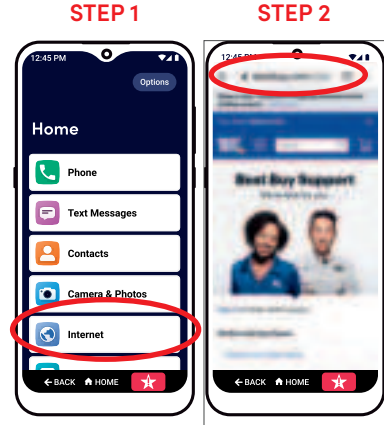 STEP 1
STEP 2
12:45 PM
Options
Home
Phone
Text Messages
Contacts
Camera & Photos
Internet
BACK
HOME
12:45 PM
Best Buy Support
BACK
HOME